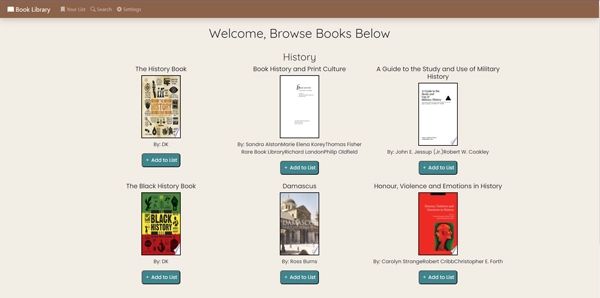 Book Library
Your List
Search
Settings
Welcome, Browse Books Below
History
The History Book
By: DK
+ Add to List
Book History and Print Culture
By: Sandra AlstonMarie Elena KoreyThomas Fisher
Rare Book LibraryRichard LandonPhilip Oldfield
+ Add to List
A Guide to the Study and Use of Military
History
By: John E. Jessup (Jr.)Robert W. Coakley
+ Add to List
The Black History Book
BLACK
HISTORY
By: DK
+ Add to List
Damascus
DAMASCUS
By: Ross Burns
+ Add to List
Honour, Violence and Emotions in History
By: Carolyn StrangeRobert CribbChristopher E. Forth
+ Add to List